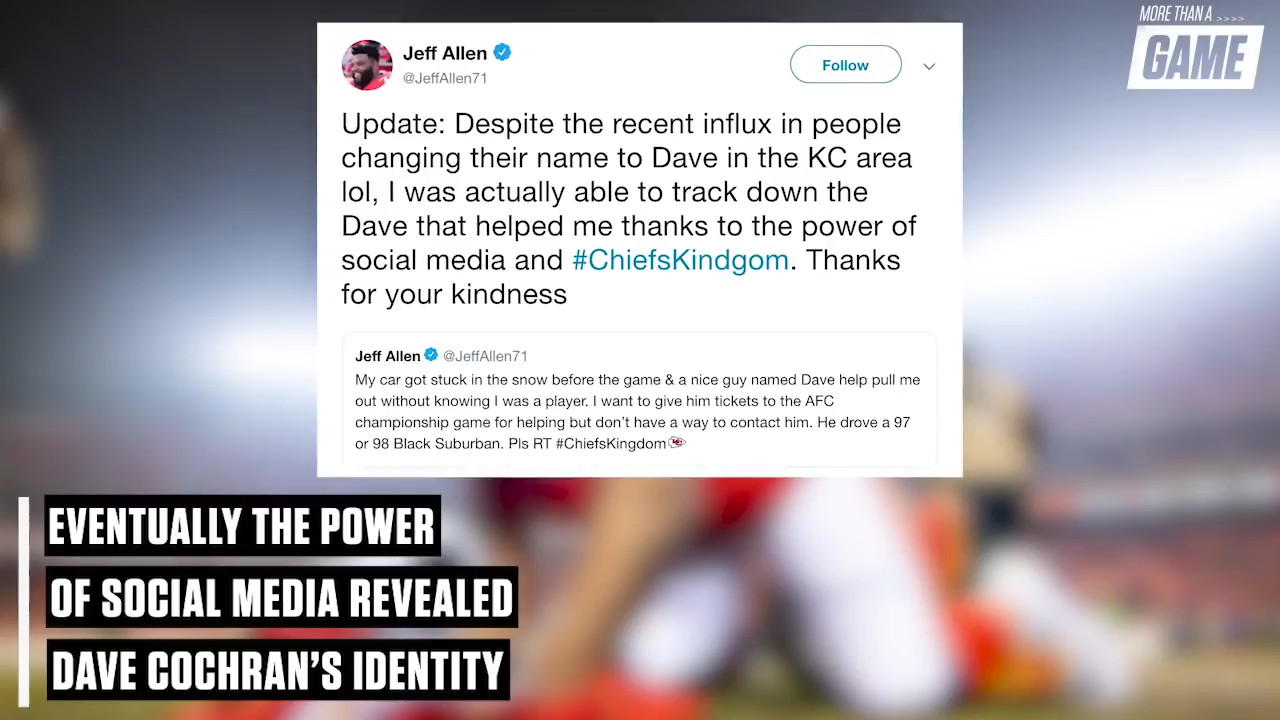 MORE THAN A >>>>
GAME
Jeff Allen
@JeffAllen71
Follow
Update: Despite the recent influx in people
changing their name to Dave in the KC area
lol, I was actually able to track down the
Dave that helped me thanks to the power of
social media and #ChiefsKindgom. Thanks
for your kindness
Jeff Allen @JeffAllen71
My car got stuck in the snow before the game & a nice guy named Dave help pull me
out without knowing I was a player. I want to give him tickets to the AFC
championship game for helping but don't have a way to contact him. He drove a 97
or 98 Black Suburban. Pls RT #ChiefsKingdom
EVENTUALLY THE POWER
OF SOCIAL MEDIA REVEALED
DAVE COCHRAN'S IDENTITY